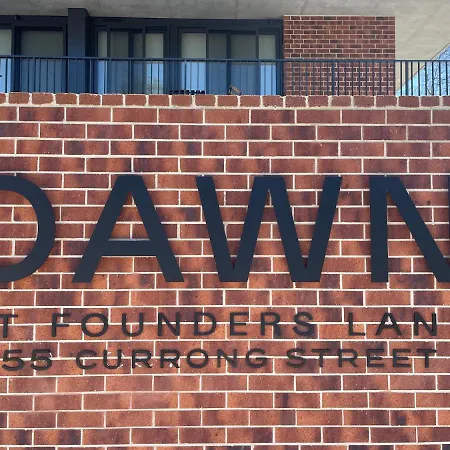 DAWN
T FOUNDERS LAN
55 CURRONG STREET